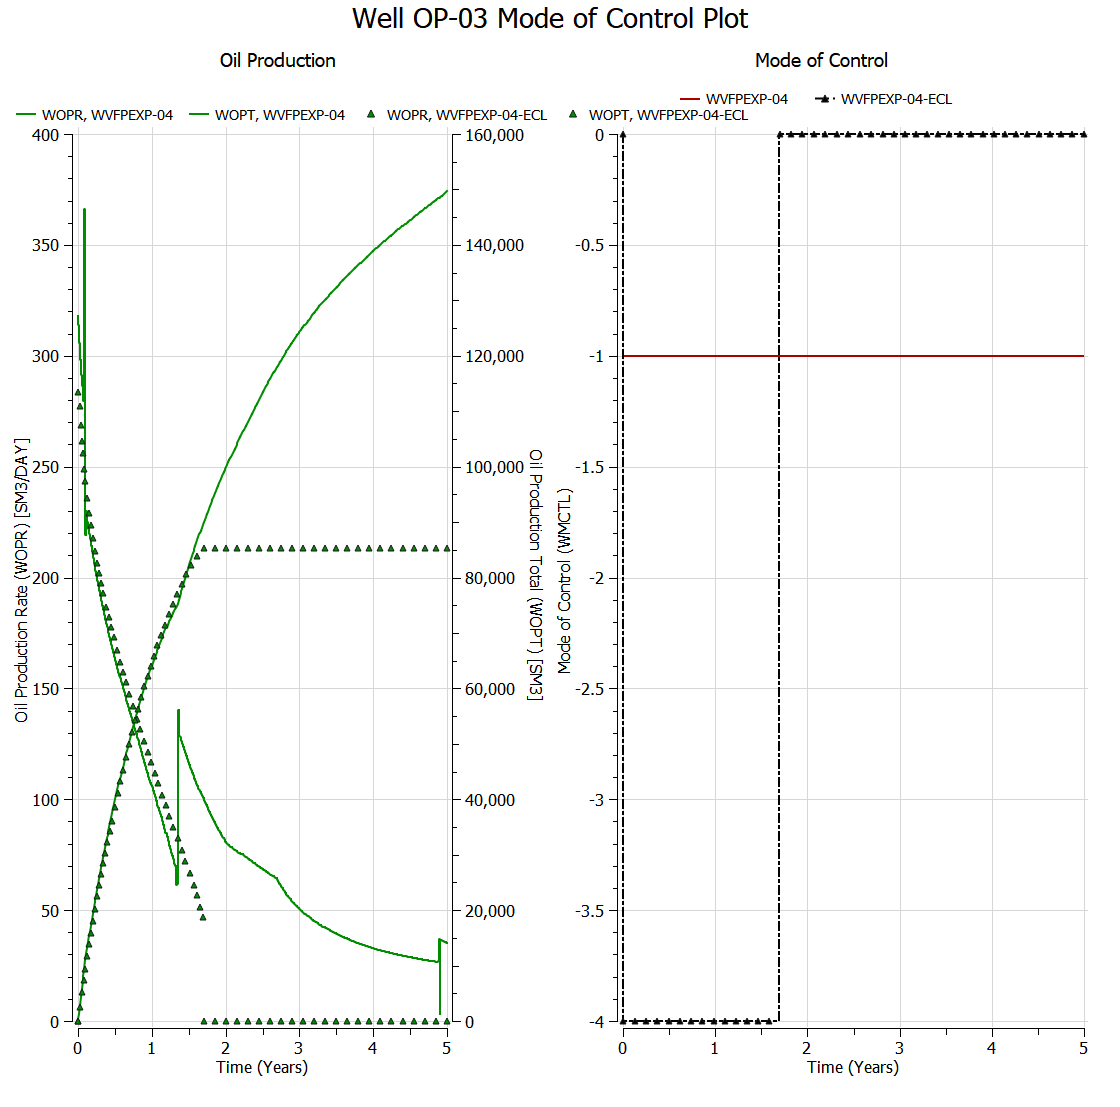 Well OP-03 Mode of Control Plot
Oil Production
WOPR, WVFPEXP-04
WOPT, WVFPEXP-04
WOPR, WVFPEXP-04-ECL
WOPT, WVFPEXP-04-ECL
400
350
300
250
200
150
100
50
0
Oil Production Rate (WOPR) [SM3/DAY]
160,000
140,000
120,000
100,000
80,000
60,000
40,000
20,000
0
Oil Production Total (WOPT) [SM3]
0 1 2 3 4 5
Time (Years)
Mode of Control
WVFPEXP-04
WVFPEXP-04-ECL
0
-0.5
-1
-1.5
-2
-2.5
-3
-3.5
-4
Mode of Control (WMCTL)
0 1 2 3 4 5
Time (Years)